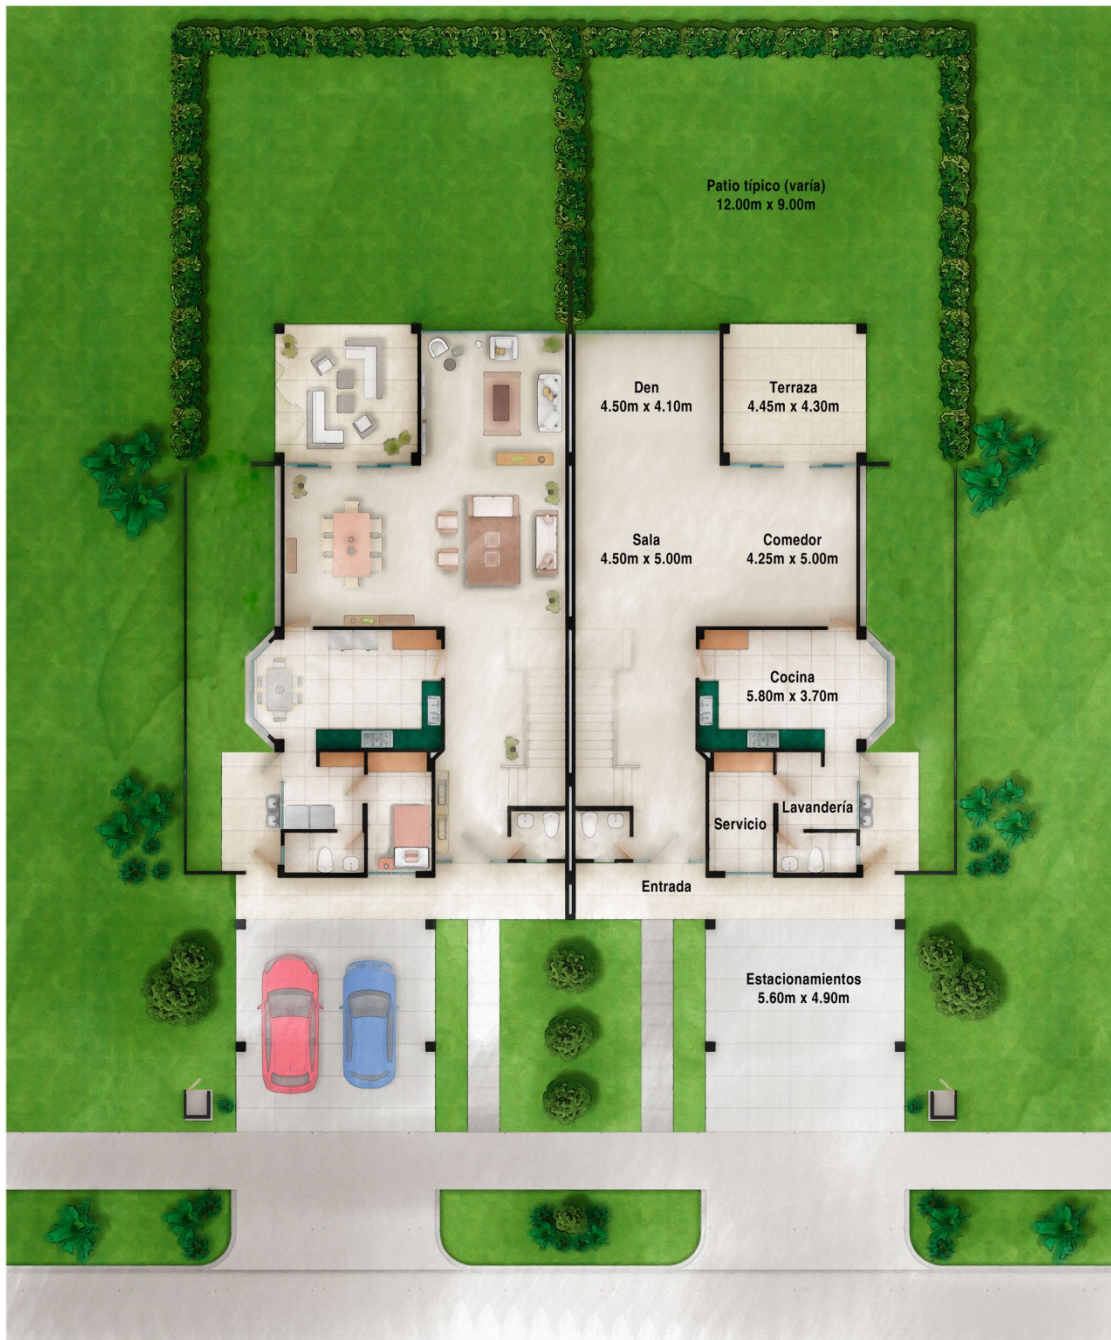 Patio típico (varía)
12.00m x 9.00m
Den
4.50m x 4.10m
Terraza
4.45m x 4.30m
Sala
4.50m x 5.00m
Comedor
4.25m x 5.00m
Cocina
5.80m x 3.70m
Lavandería
Servicio
Entrada
Estacionamientos
5.60m x 4.90m